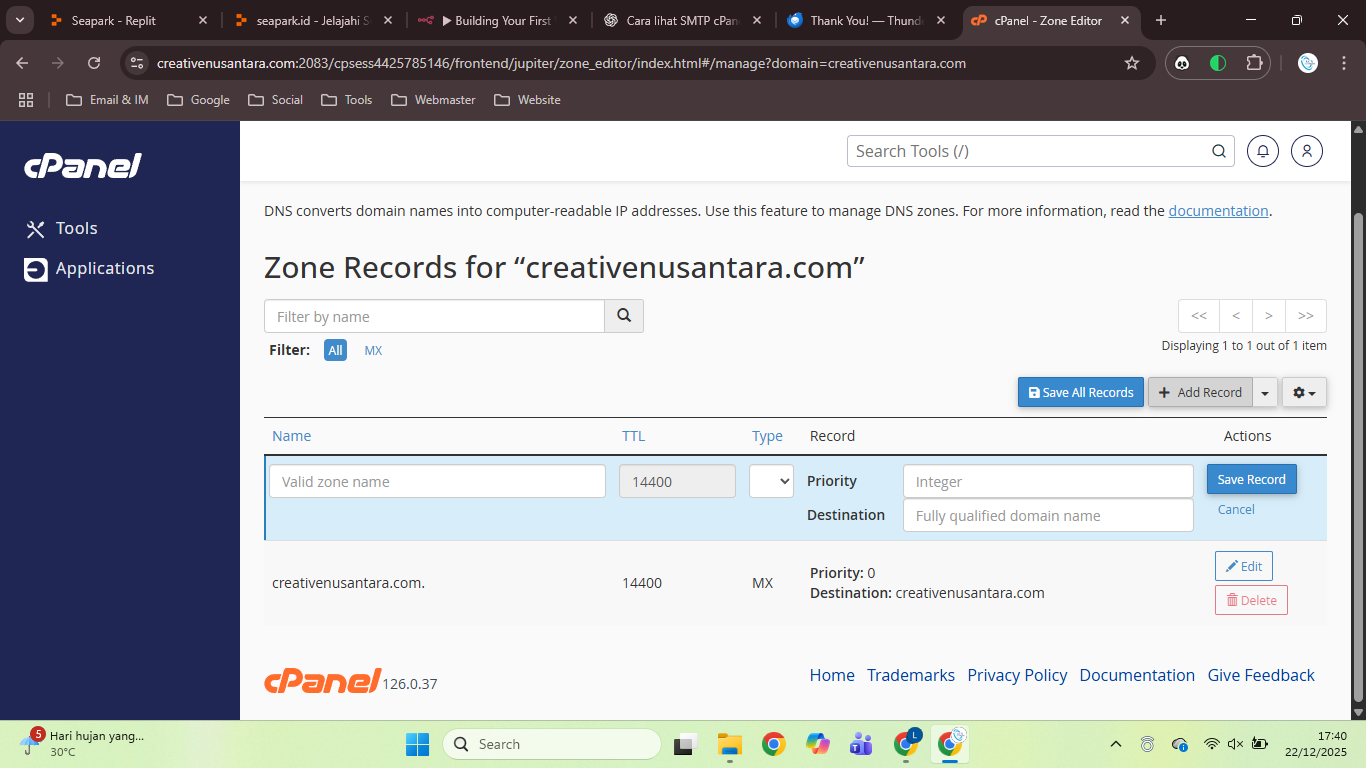 Seapark - Replit
seapark.id - Jelajahi S
▶ Building Your First
Cara lihat SMTP cPan
Thank You! — Thund
cPanel - Zone Editor
creativenusantara.com:2083/cpsess4425785146/frontend/jupiter/zone_editor/index.html#/manage?domain=creativenusantara.com
Email & IM
Google
Social
Tools
Webmaster
Website
cPanel
Search Tools (/)
Tools
Applications
DNS converts domain names into computer-readable IP addresses. Use this feature to manage DNS zones. For more information, read the documentation.
Zone Records for “creativenusantara.com”
Filter by name
<< < > >>
Filter: All MX
Displaying 1 to 1 out of 1 item
Save All Records
+ Add Record
Name TTL Type Record Actions
Valid zone name 14400 Priority Integer Save Record
Destination Fully qualified domain name Cancel
creativenusantara.com. 14400 MX
Priority: 0
Destination: creativenusantara.com
Edit
Delete
cPanel 126.0.37
Home Trademarks Privacy Policy Documentation Give Feedback
5
Hari hujan yang...
30°C
Search
L
17:40
22/12/2025